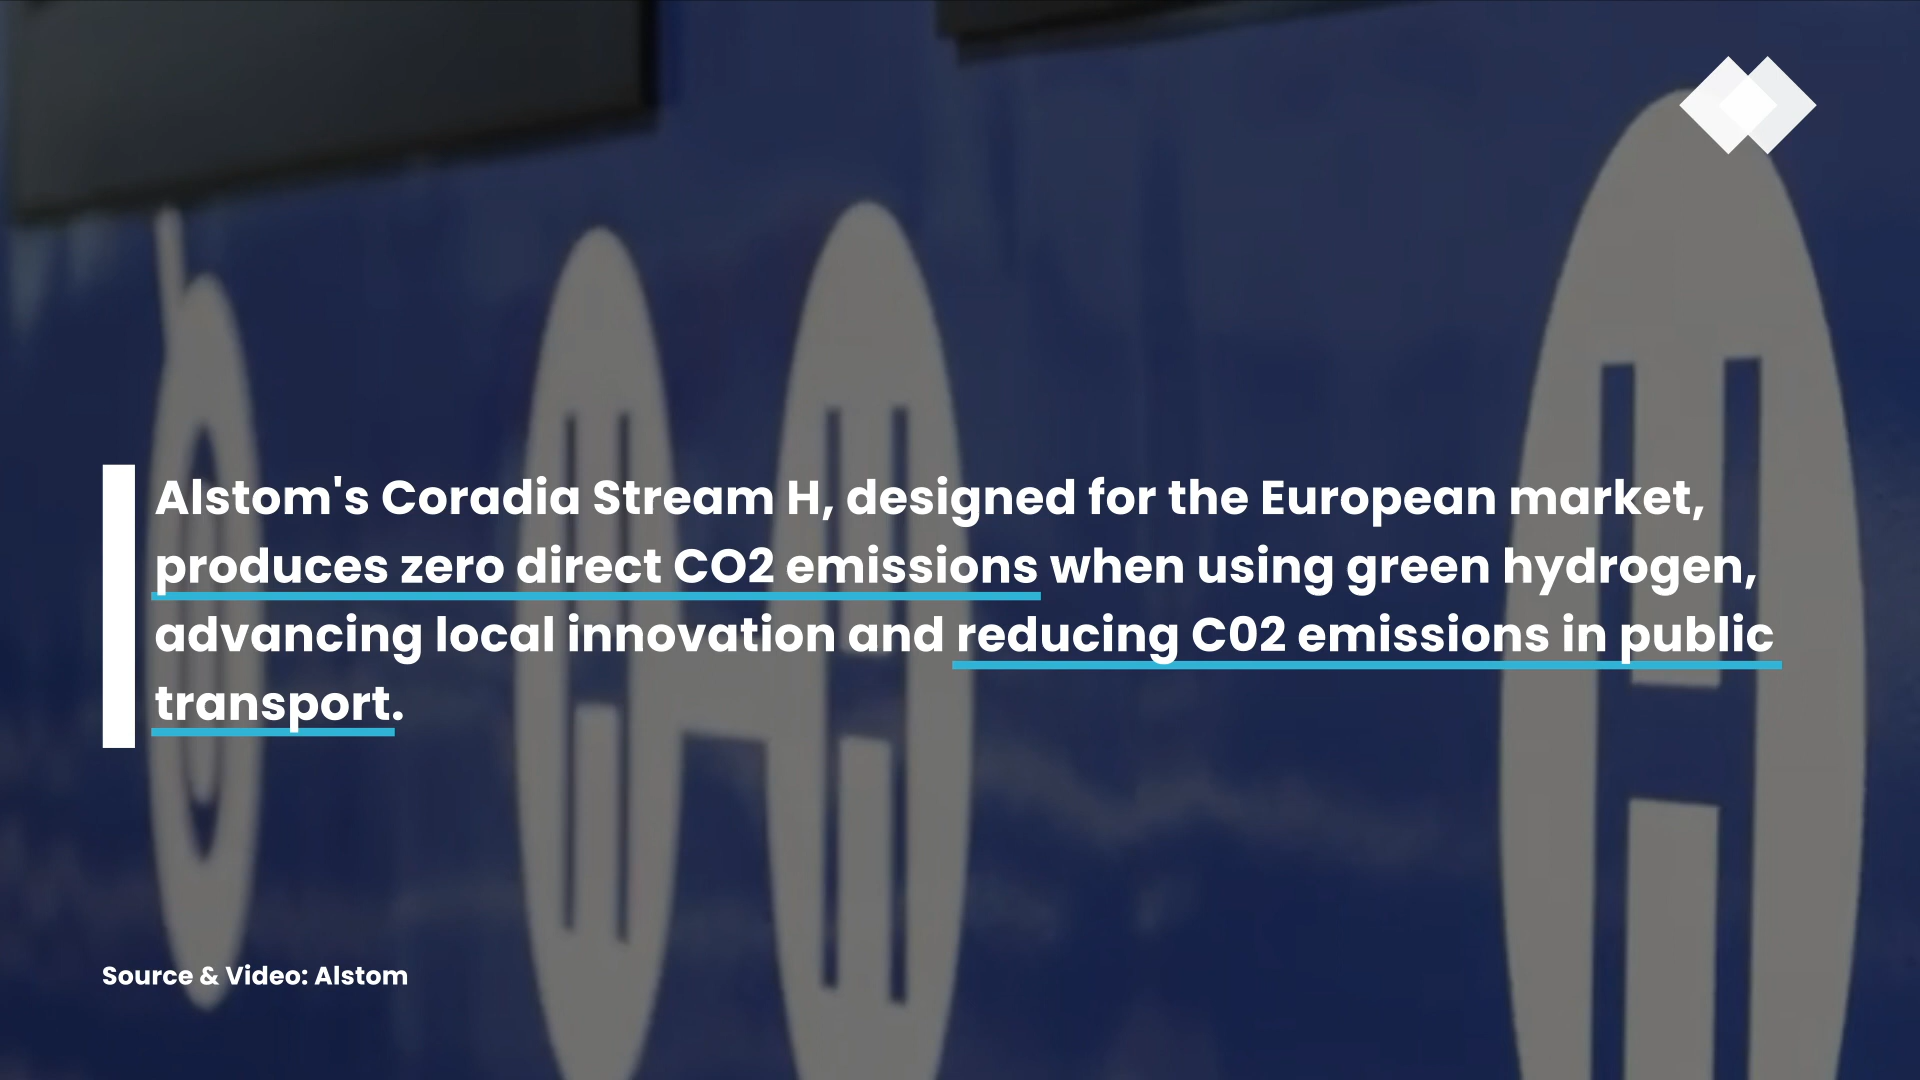 Alstom's Coradia Stream H, designed for the European market,
produces zero direct CO2 emissions when using green hydrogen,
advancing local innovation and reducing C02 emissions in public
transport.
Source & Video: Alstom
H
H
H